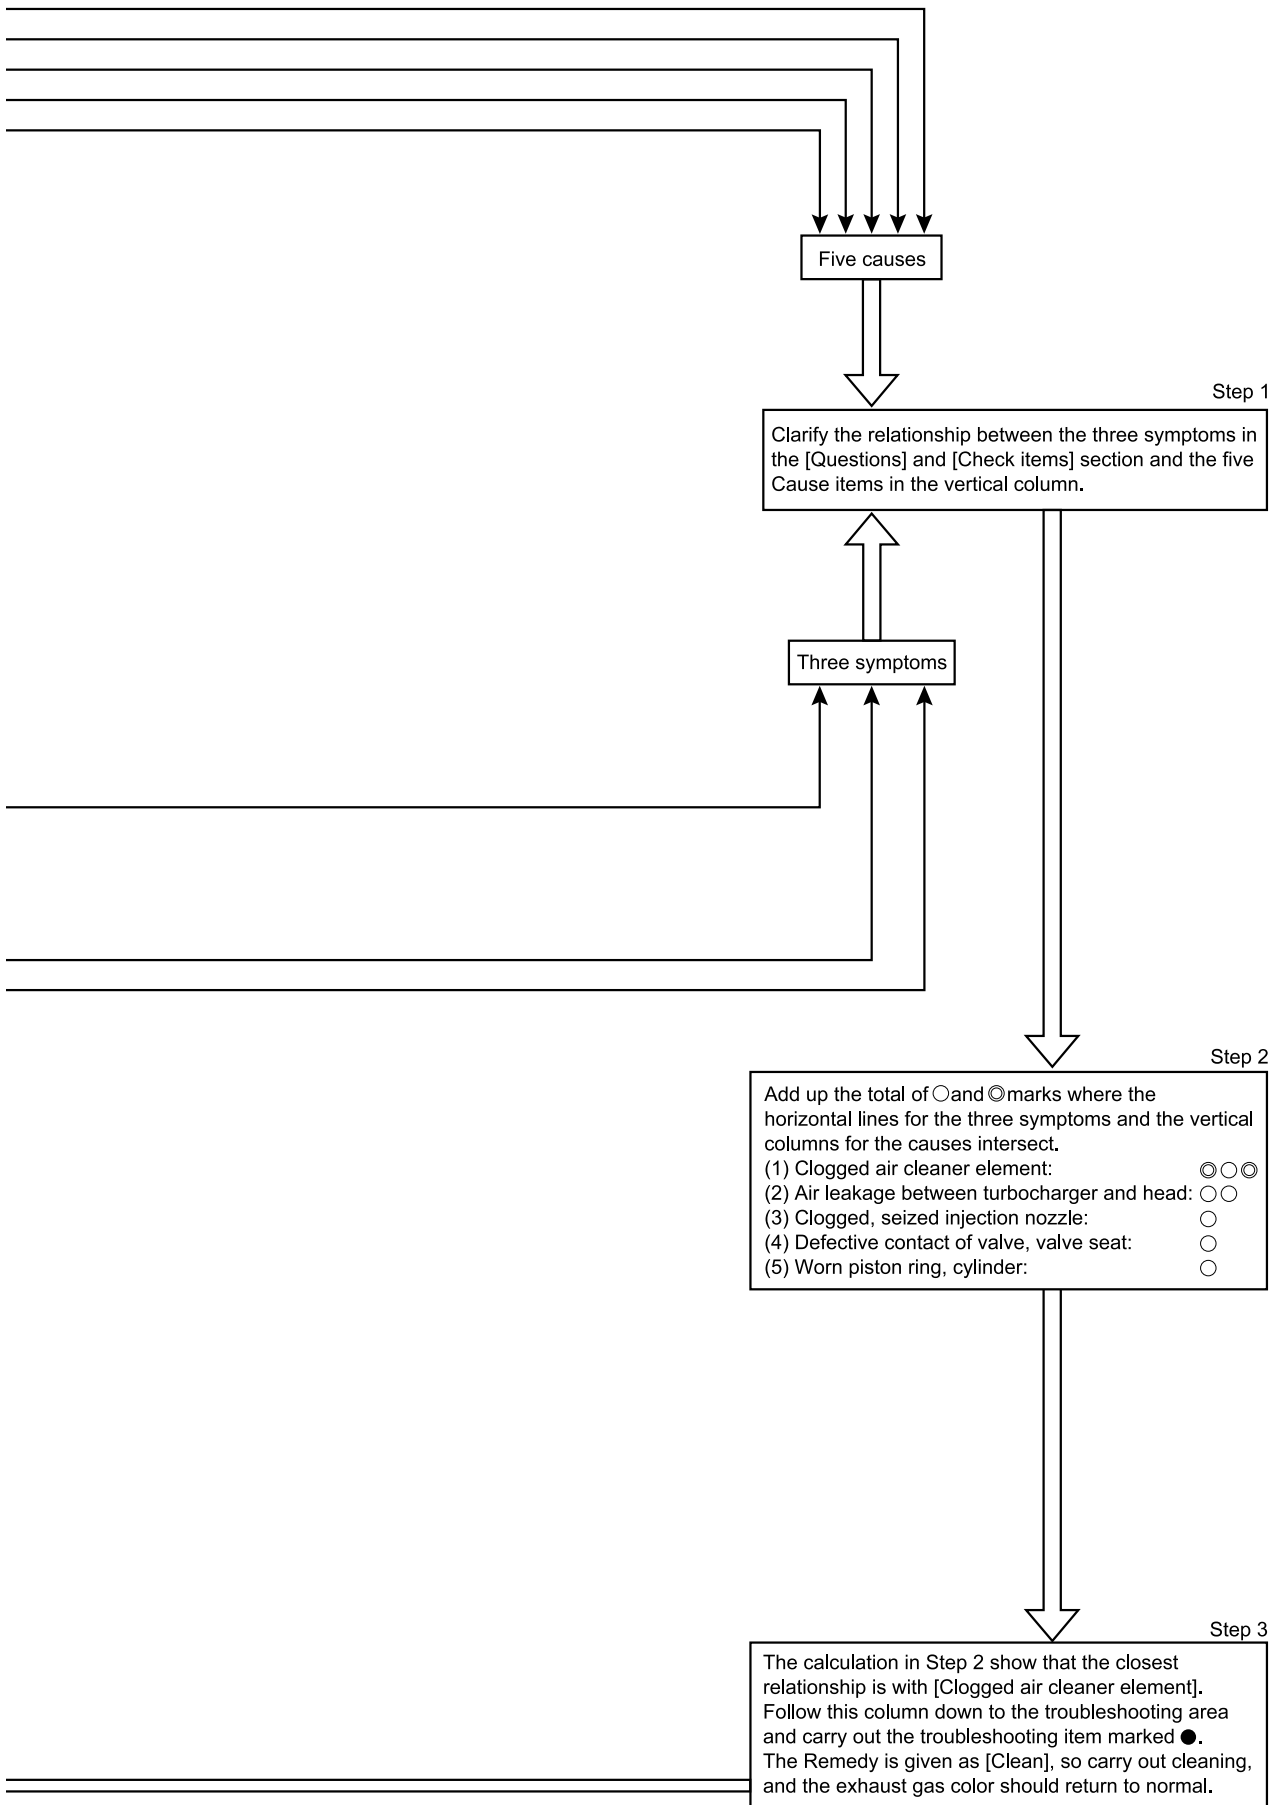 Five causes
Step 1
Clarify the relationship between the three symptoms in
the [Questions] and [Check items] section and the five
Cause items in the vertical column.
Three symptoms
Step 2
Add up the total of ○and ◎marks where the
horizontal lines for the three symptoms and the vertical
columns for the causes intersect.
(1) Clogged air cleaner element: ◎○◎
(2) Air leakage between turbocharger and head: ○○
(3) Clogged, seized injection nozzle: ○
(4) Defective contact of valve, valve seat: ○
(5) Worn piston ring, cylinder: ○
Step 3
The calculation in Step 2 show that the closest
relationship is with [Clogged air cleaner element].
Follow this column down to the troubleshooting area
and carry out the troubleshooting item marked ●.
The Remedy is given as [Clean], so carry out cleaning,
and the exhaust gas color should return to normal.